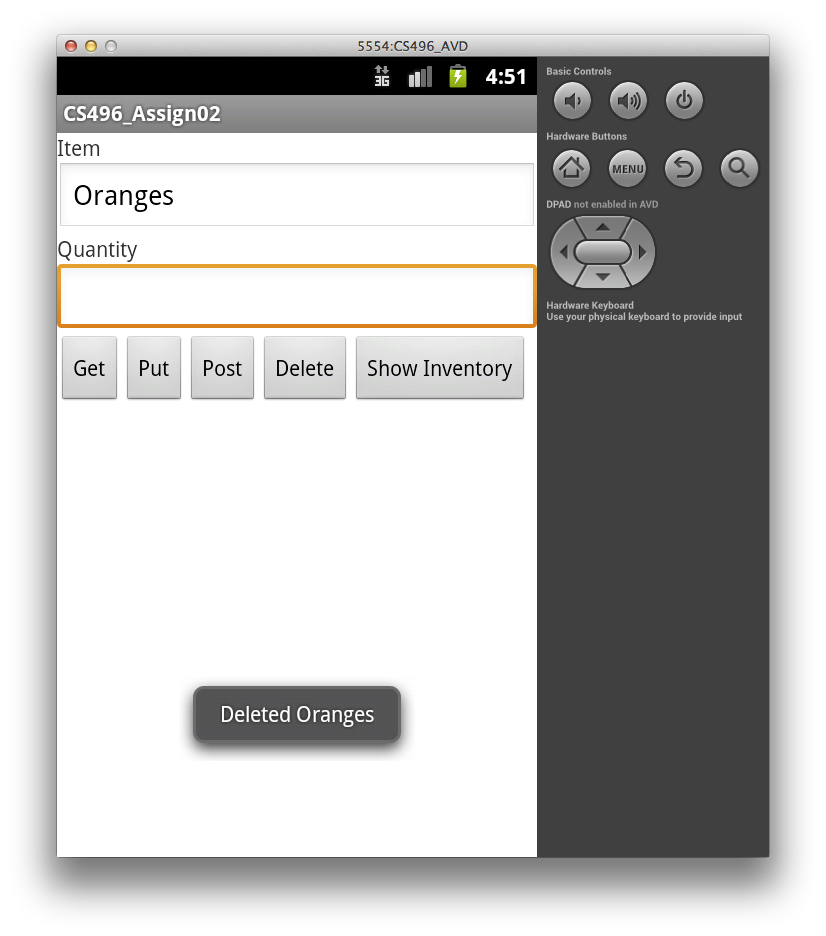 5554:CS496_AVD
3G 4:51
CS496_Assign02
Item
Oranges
Quantity
Get Put Post Delete Show Inventory
Deleted Oranges
Basic Controls
Hardware Buttons
MENU
DPAD not enabled in AVD
Hardware Keyboard
Use your physical keyboard to provide input